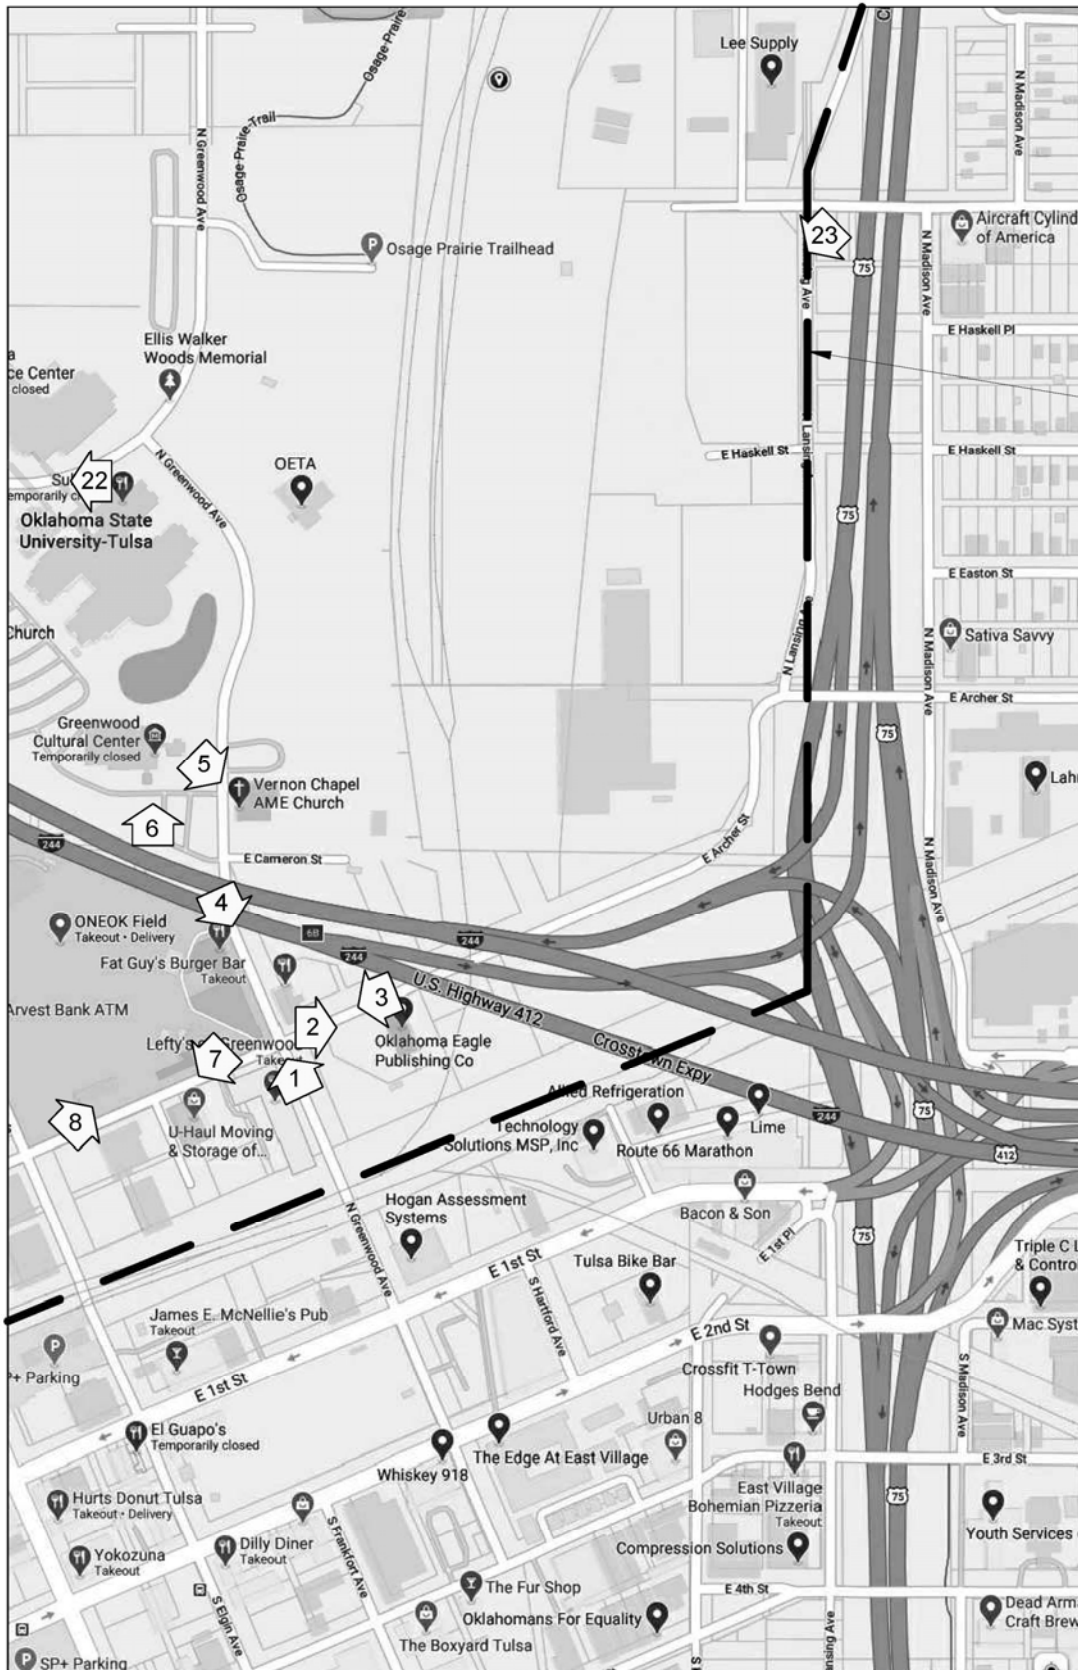 Lee Supply
Osage Prairie
N Madison Ave
N Greenwood Ave
Osage-Prairie-Trail
Aircraft Cylind
of America
23
N Madison Ave
75
Osage Prairie Trailhead
E Haskell Pl
Ellis Walker
Woods Memorial
ce Center
closed
E Haskell St
E Haskell St
OETA
22
N Greenwood Ave
Oklahoma State
University-Tulsa
75
E Easton St
Church
N Lansing
Sativa Savvy
N Madison Ave
E Archer St
Greenwood
Cultural Center
Temporarily closed
75
5
Vernon Chapel
AME Church
6
244
E Archer St
E Cameron St
N Madison Ave
4
ONEOK Field
Takeout • Delivery
6B
244
244
Fat Guy's Burger Bar
Takeout
U.S. Highway 412
3
Arvest Bank ATM
2
Oklahoma Eagle
Publishing Co
Crosstown Expy
7
1
8
U-Haul Moving
& Storage of...
Allied Refrigeration
Technology
Solutions MSP, Inc
Lime
244
75
Route 66 Marathon
412
Hogan Assessment
Systems
Bacon & Son
N Greenwood Ave
E 1st St
E 1st Pl
75
Triple C L
& Contro
Tulsa Bike Bar
S Hartford Ave
James E. McNellie's Pub
Takeout
E 2nd St
Mac Syst
P+ Parking
Crossfit T-Town
E 1st St
Hodges Bend
S Madison Ave
El Guapo's
Temporarily closed
Urban 8
The Edge At East Village
Whiskey 918
E 3rd St
East Village
Bohemian Pizzeria
Takeout
75
Hurts Donut Tulsa
Takeout • Delivery
Youth Services
S Frankfort Ave
Dilly Diner
Takeout
Compression Solutions
Yokozuna
Takeout
The Fur Shop
E 4th St
S Elgin Ave
Oklahomans For Equality
Dead Arm
Craft Brew
The Boxyard Tulsa
SP+ Parking